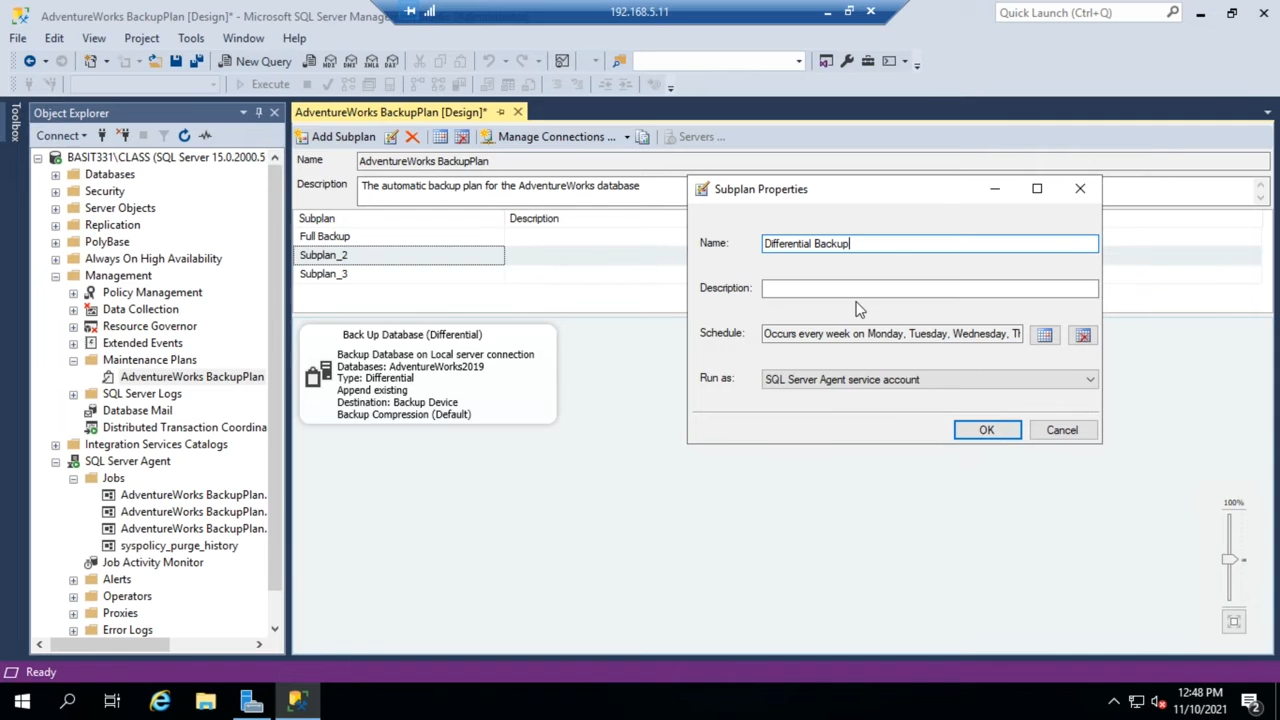 AdventureWorks BackupPlan [Design]* - Microsoft SQL Server Manag
192.168.5.11
Quick Launch (Ctrl+Q)
File Edit View Project Tools Window Help
New Query
Execute
Toolbox
Object Explorer
Connect
BASIT331\CLASS (SQL Server 15.0.2000.5
Databases
Security
Server Objects
Replication
PolyBase
Always On High Availability
Management
Policy Management
Data Collection
Resource Governor
Extended Events
Maintenance Plans
AdventureWorks BackupPlan
SQL Server Logs
Database Mail
Distributed Transaction Coordina
Integration Services Catalogs
SQL Server Agent
Jobs
AdventureWorks BackupPlan.
AdventureWorks BackupPlan.
AdventureWorks BackupPlan.
syspolicy_purge_history
Job Activity Monitor
Alerts
Operators
Proxies
Error Logs
AdventureWorks BackupPlan [Design]*
Add Subplan Manage Connections ... Servers ...
Name AdventureWorks BackupPlan
Description The automatic backup plan for the AdventureWorks database
Subplan Description
Full Backup
Subplan_2
Subplan_3
Back Up Database (Differential)
Backup Database on Local server connection
Databases: AdventureWorks2019
Type: Differential
Append existing
Destination: Backup Device
Backup Compression (Default)
Subplan Properties
Name: Differential Backup
Description:
Schedule: Occurs every week on Monday, Tuesday, Wednesday, Th
Run as: SQL Server Agent service account
OK Cancel
100%
Ready
12:48 PM
11/10/2021
2